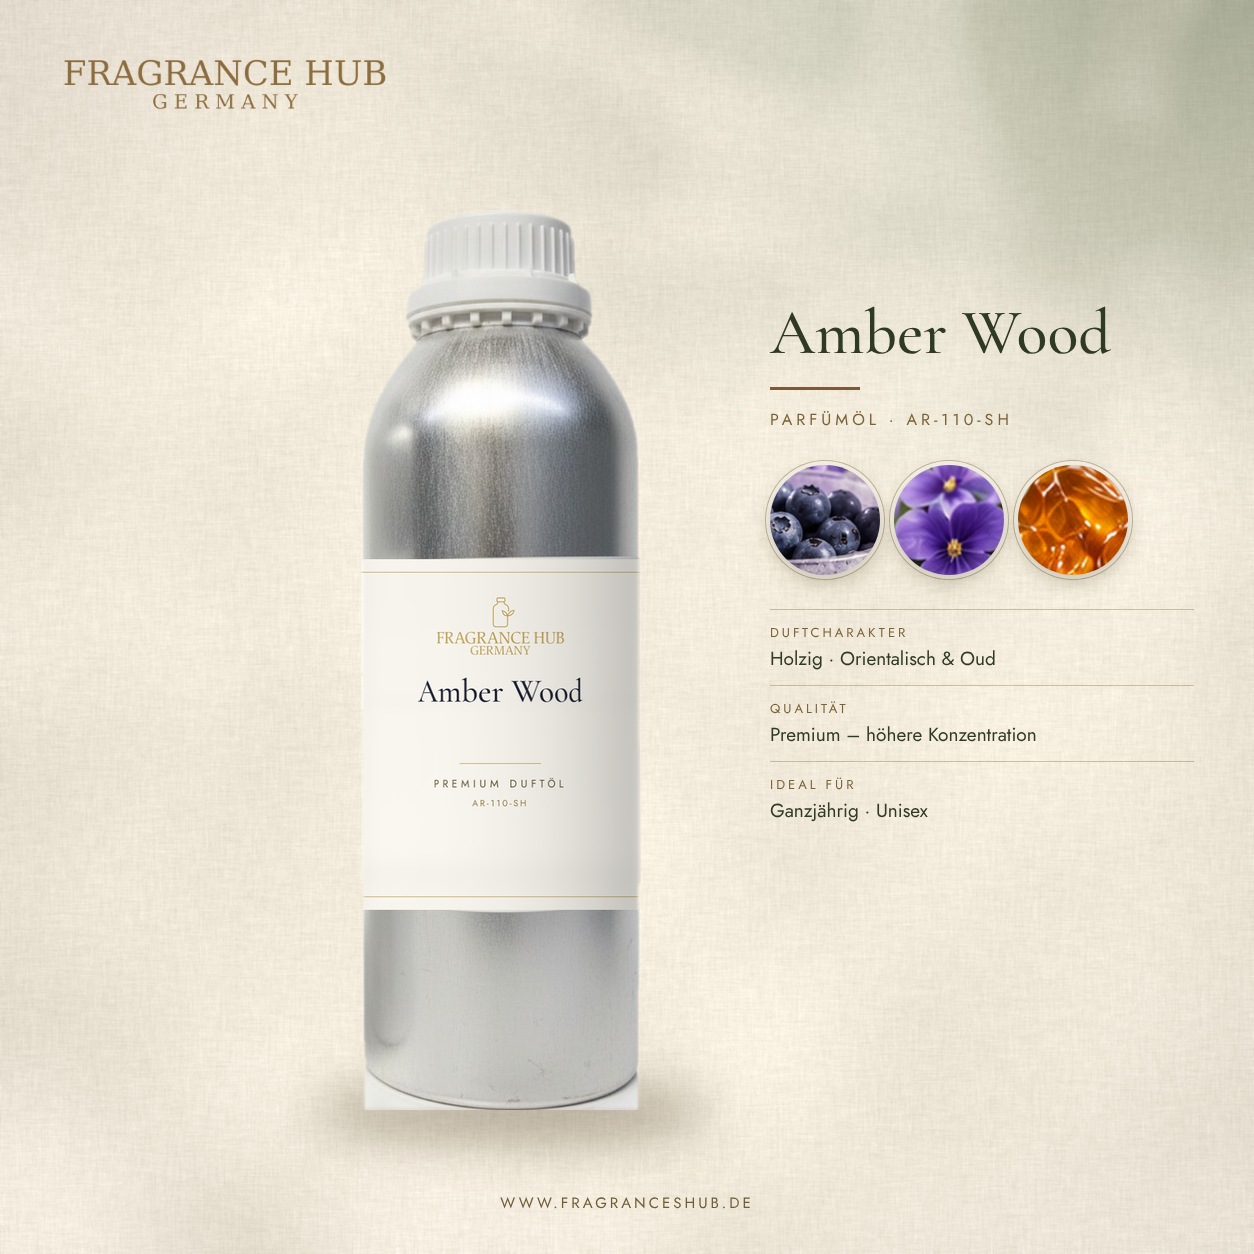 FRAGRANCE HUB
GERMANY
FRAGRANCE HUB
GERMANY
Amber Wood
PREMIUM DUFTÖL
AR-110-SH
Amber Wood
PARFÜMÖL · AR-110-SH
DUFTCHARAKTER
Holzig · Orientalisch & Oud
QUALITÄT
Premium – höhere Konzentration
IDEAL FÜR
Ganzjährig · Unisex
WWW.FRAGRANCESHUB.DE